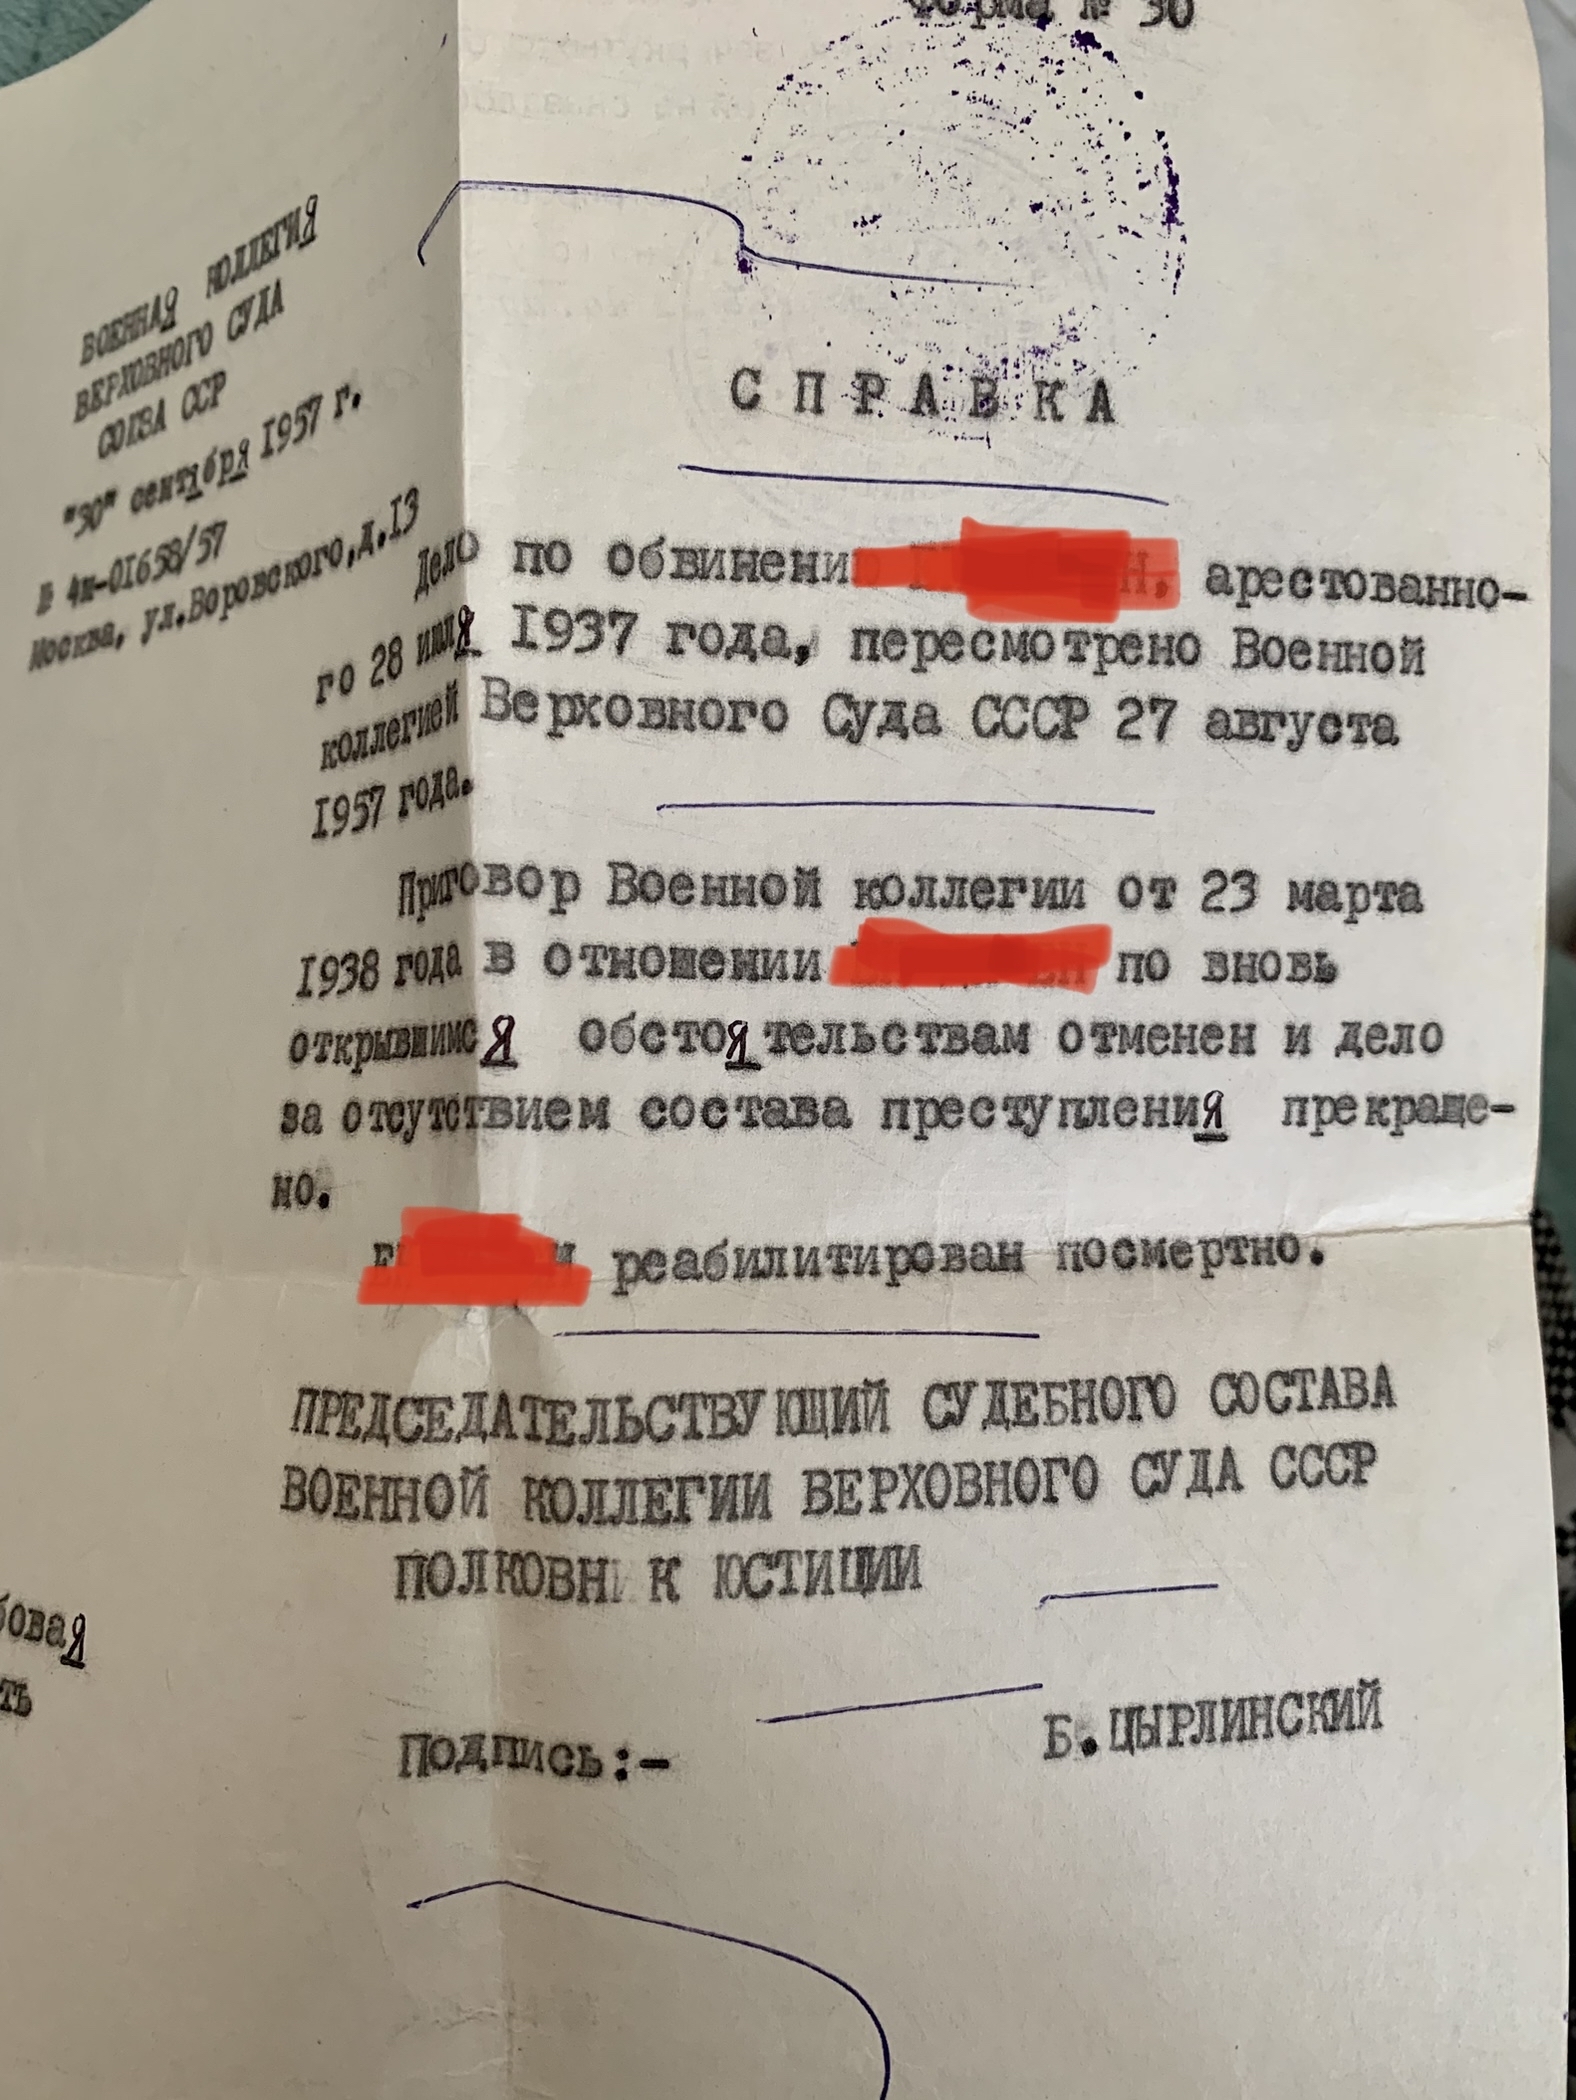 Форма № 30
ВОЕННАЯ КОЛЛЕГИЯ
ВЕРХОВНОГО СУДА
СОЮЗА ССР
"30" сентября 1957 г.
№ 4н-01658/57
Москва, ул.Воровского,д.13
СПРАВКА
Дело по обвинению арестованно-
го 28 июля 1937 года, пересмотрено Военной
коллегией Верховного Суда СССР 27 августа
1957 года.
Приговор Военной коллегии от 23 марта
1938 года в отношении по вновь
открывшимся обстоятельствам отменен и дело
за отсутствием состава преступления прекраще-
но.
реабилитирован посмертно.
ПРЕДСЕДАТЕЛЬСТВУЮЩИЙ СУДЕБНОГО СОСТАВА
ВОЕННОЙ КОЛЛЕГИИ ВЕРХОВНОГО СУДА СССР
ПОЛКОВНИК ЮСТИЦИИ
бовая
ть
Подпись:-
Б.ЦЫРЛИНСКИЙ